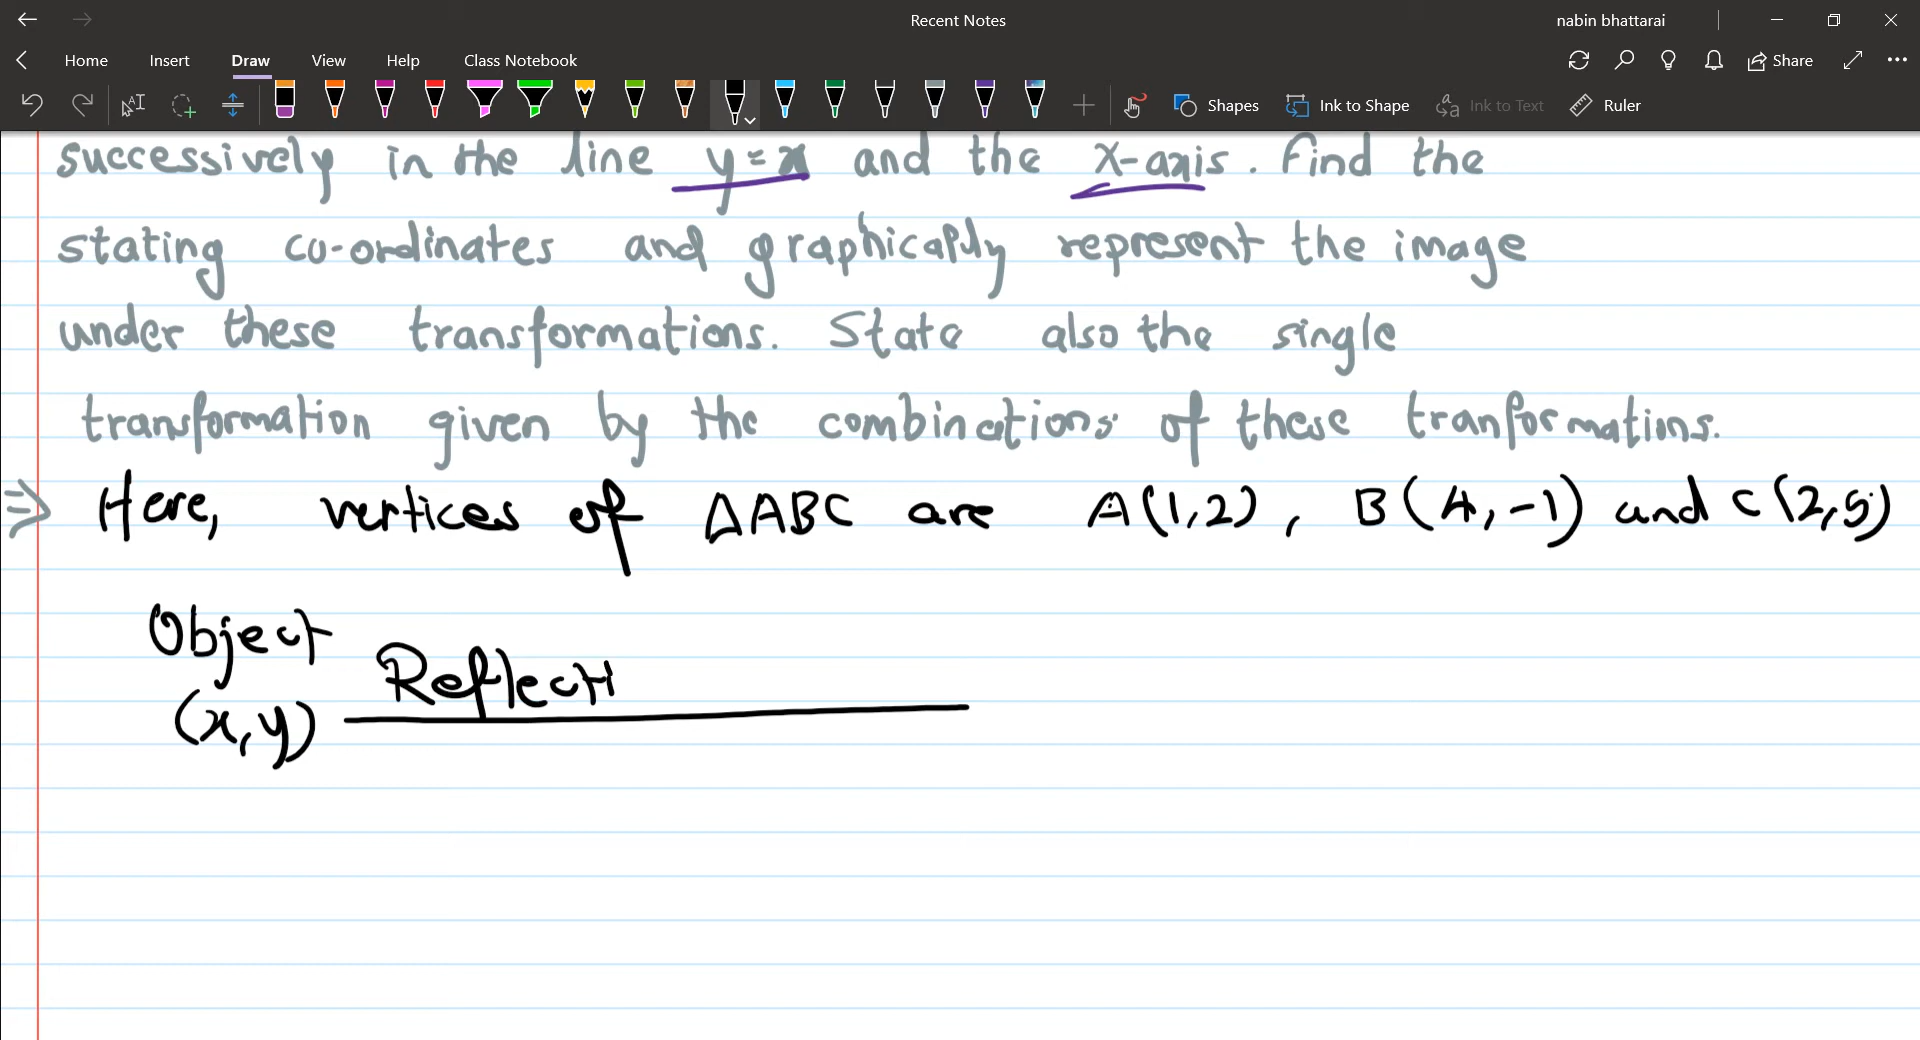 Recent Notes
nabin bhattarai
Home Insert Draw View Help Class Notebook
Share
Shapes Ink to Shape Ink to Text Ruler
successively in the line y=x and the x-axis. Find the
stating co-ordinates and graphically represent the image
under these transformations. State also the single
transformation given by the combinations of these tranformations.
⇒ Here, vertices of ΔABC are A(1,2), B(4,-1) and C(2,5)
Object
Reflecti
(x,y)